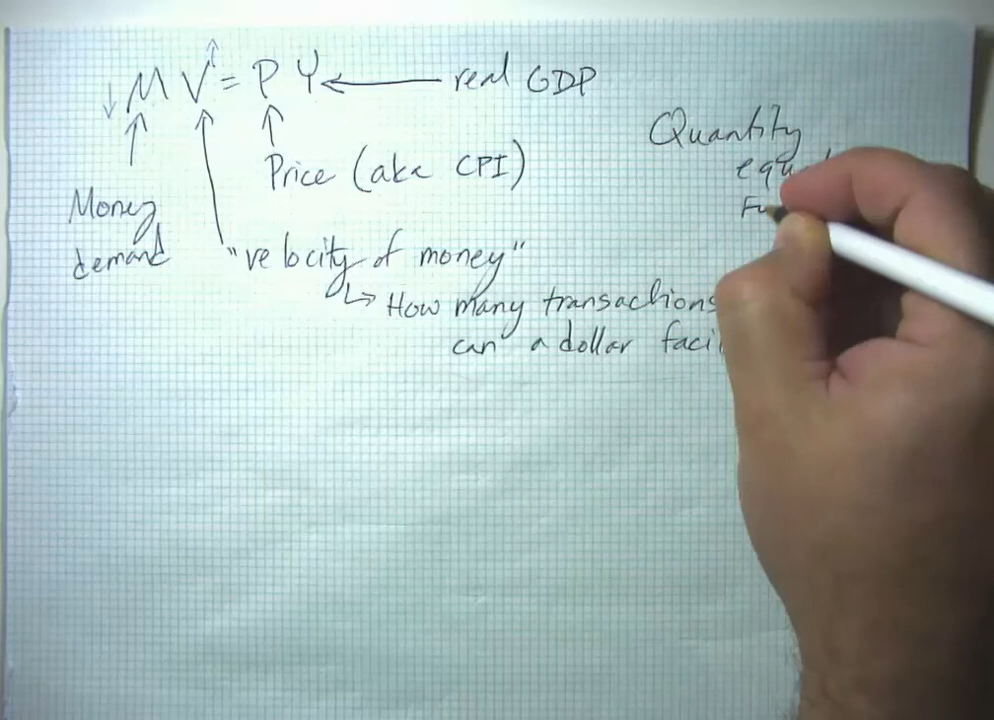 ↓ M V↑ = P Y ← real GDP
Quantity
Price (aka CPI)
Money
demand
"velocity of money"
↳ How many transactions
can a dollar